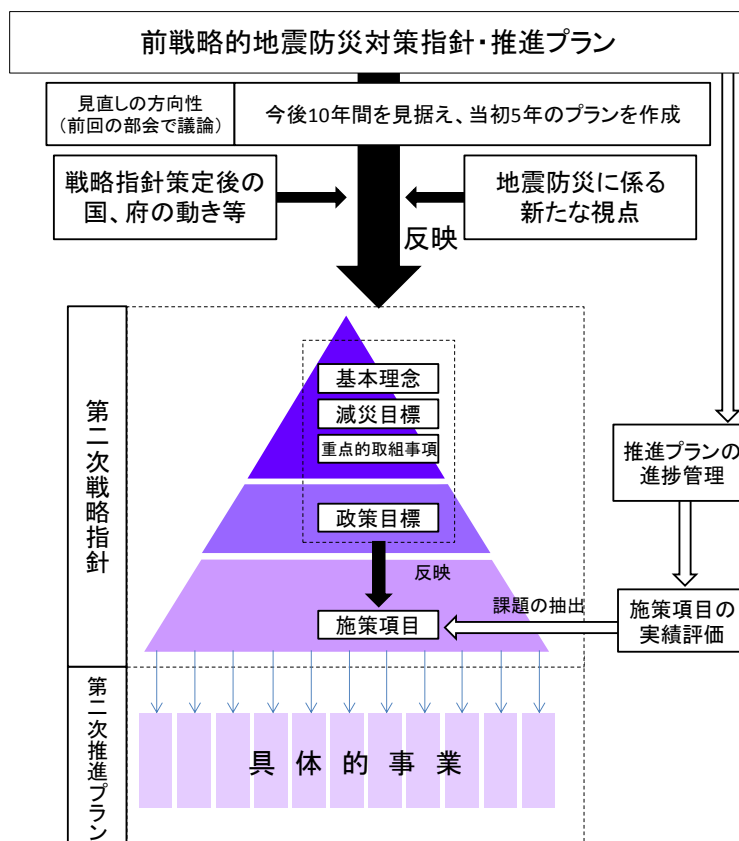 前戦略的地震防災対策指針・推進プラン
見直しの方向性
（前回の部会で議論）
今後10年間を見据え、当初5年のプランを作成
戦略指針策定後の
国、府の動き等
地震防災に係る
新たな視点
反映
第二次戦略指針
基本理念
減災目標
重点的取組事項
政策目標
反映
施策項目
課題の抽出
推進プランの
進捗管理
施策項目の
実績評価
第二次推進プラン
具体的事業